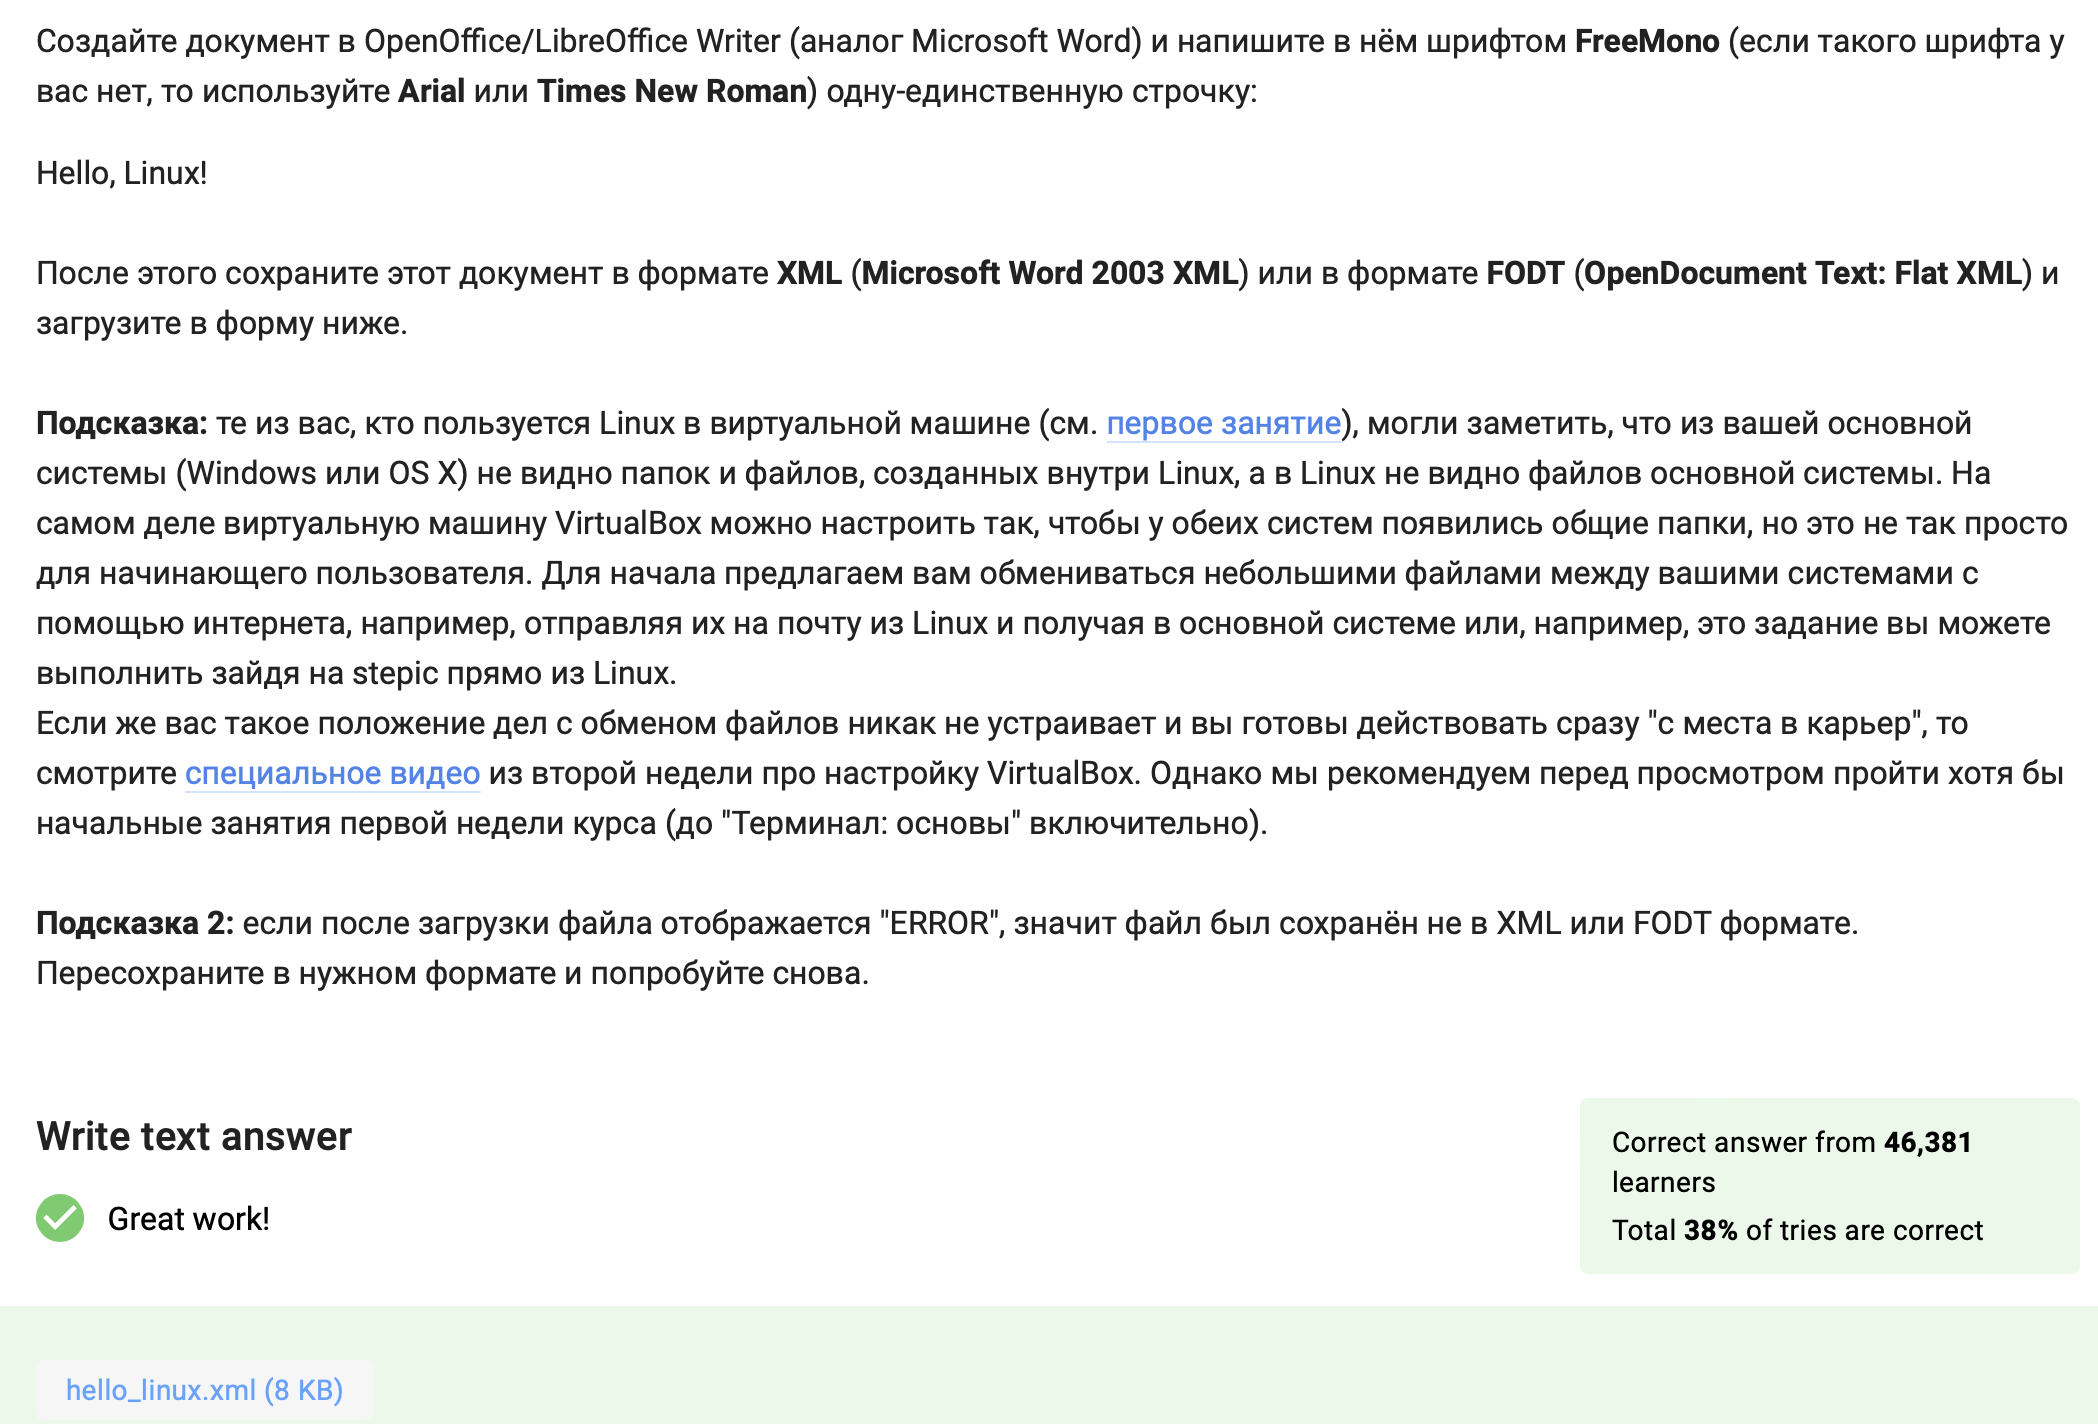 Создайте документ в OpenOffice/LibreOffice Writer (аналог Microsoft Word) и напишите в нём шрифтом FreeMono (если такого шрифта у
вас нет, то используйте Arial или Times New Roman) одну-единственную строчку:
Hello, Linux!
После этого сохраните этот документ в формате XML (Microsoft Word 2003 XML) или в формате FODT (OpenDocument Text: Flat XML) и
загрузите в форму ниже.
Подсказка: те из вас, кто пользуется Linux в виртуальной машине (см. первое занятие), могли заметить, что из вашей основной
системы (Windows или OS X) не видно папок и файлов, созданных внутри Linux, а в Linux не видно файлов основной системы. На
самом деле виртуальную машину VirtualBox можно настроить так, чтобы у обеих систем появились общие папки, но это не так просто
для начинающего пользователя. Для начала предлагаем вам обмениваться небольшими файлами между вашими системами с
помощью интернета, например, отправляя их на почту из Linux и получая в основной системе или, например, это задание вы можете
выполнить зайдя на stepic прямо из Linux.
Если же вас такое положение дел с обменом файлов никак не устраивает и вы готовы действовать сразу "с места в карьер", то
смотрите специальное видео из второй недели про настройку VirtualBox. Однако мы рекомендуем перед просмотром пройти хотя бы
начальные занятия первой недели курса (до "Терминал: основы" включительно).
Подсказка 2: если после загрузки файла отображается "ERROR", значит файл был сохранён не в XML или FODT формате.
Пересохраните в нужном формате и попробуйте снова.
Write text answer
Great work!
Correct answer from 46,381
learners
Total 38% of tries are correct
hello_linux.xml (8 KB)